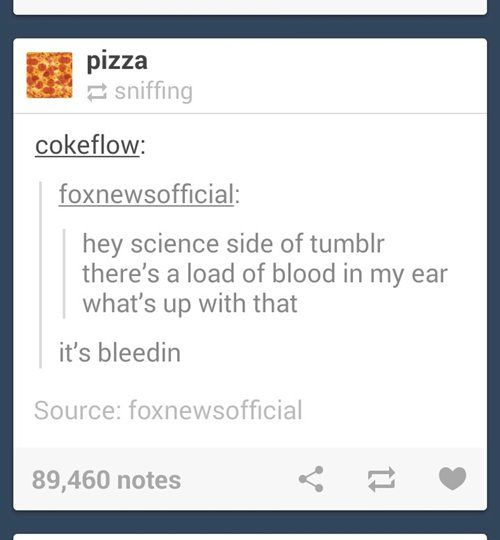 pizza
sniffing
cokeflow:
foxnewsofficial:
hey science side of tumblr
there's a load of blood in my ear
what's up with that
it's bleedin
Source: foxnewsofficial
89,460 notes